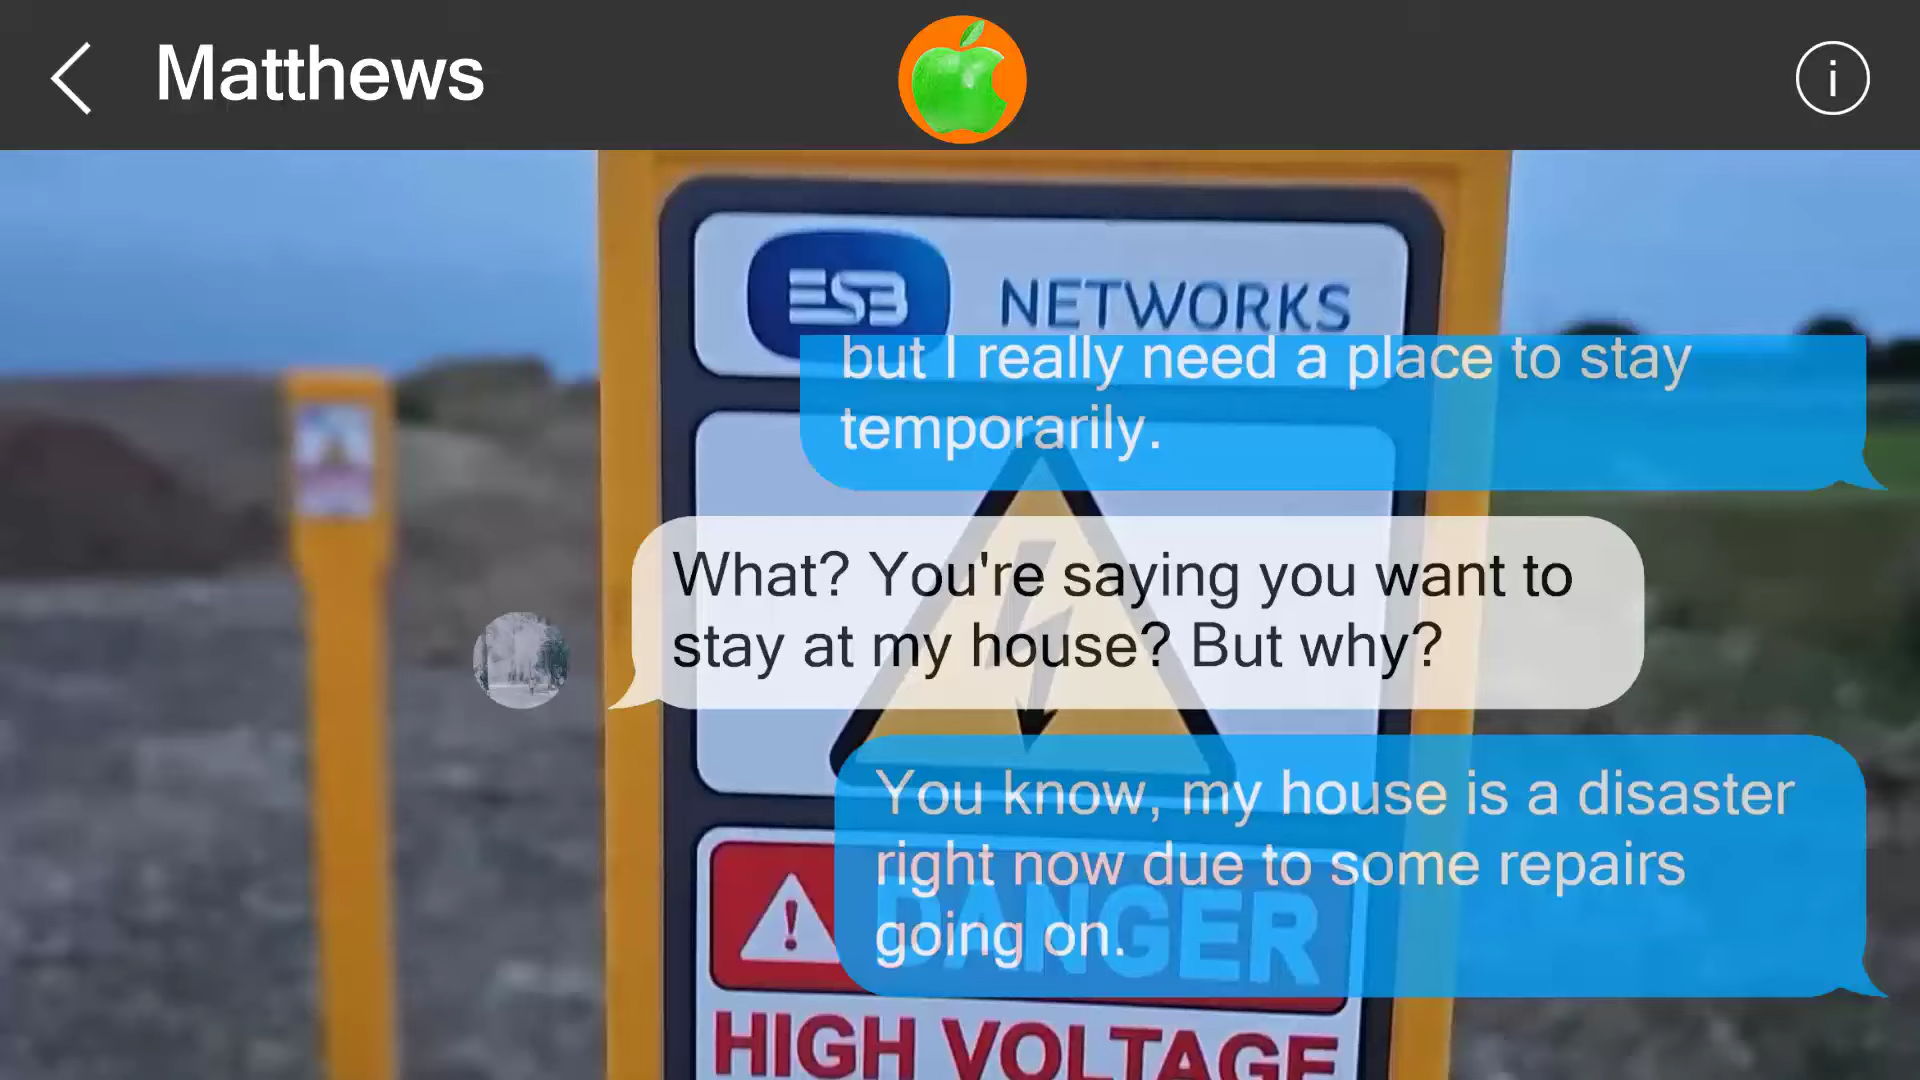 Matthews
i
ESB NETWORKS
but I really need a place to stay
temporarily.
What? You're saying you want to
stay at my house? But why?
You know, my house is a disaster
right now due to some repairs
going on.
! DANGER
HIGH VOLTAGE